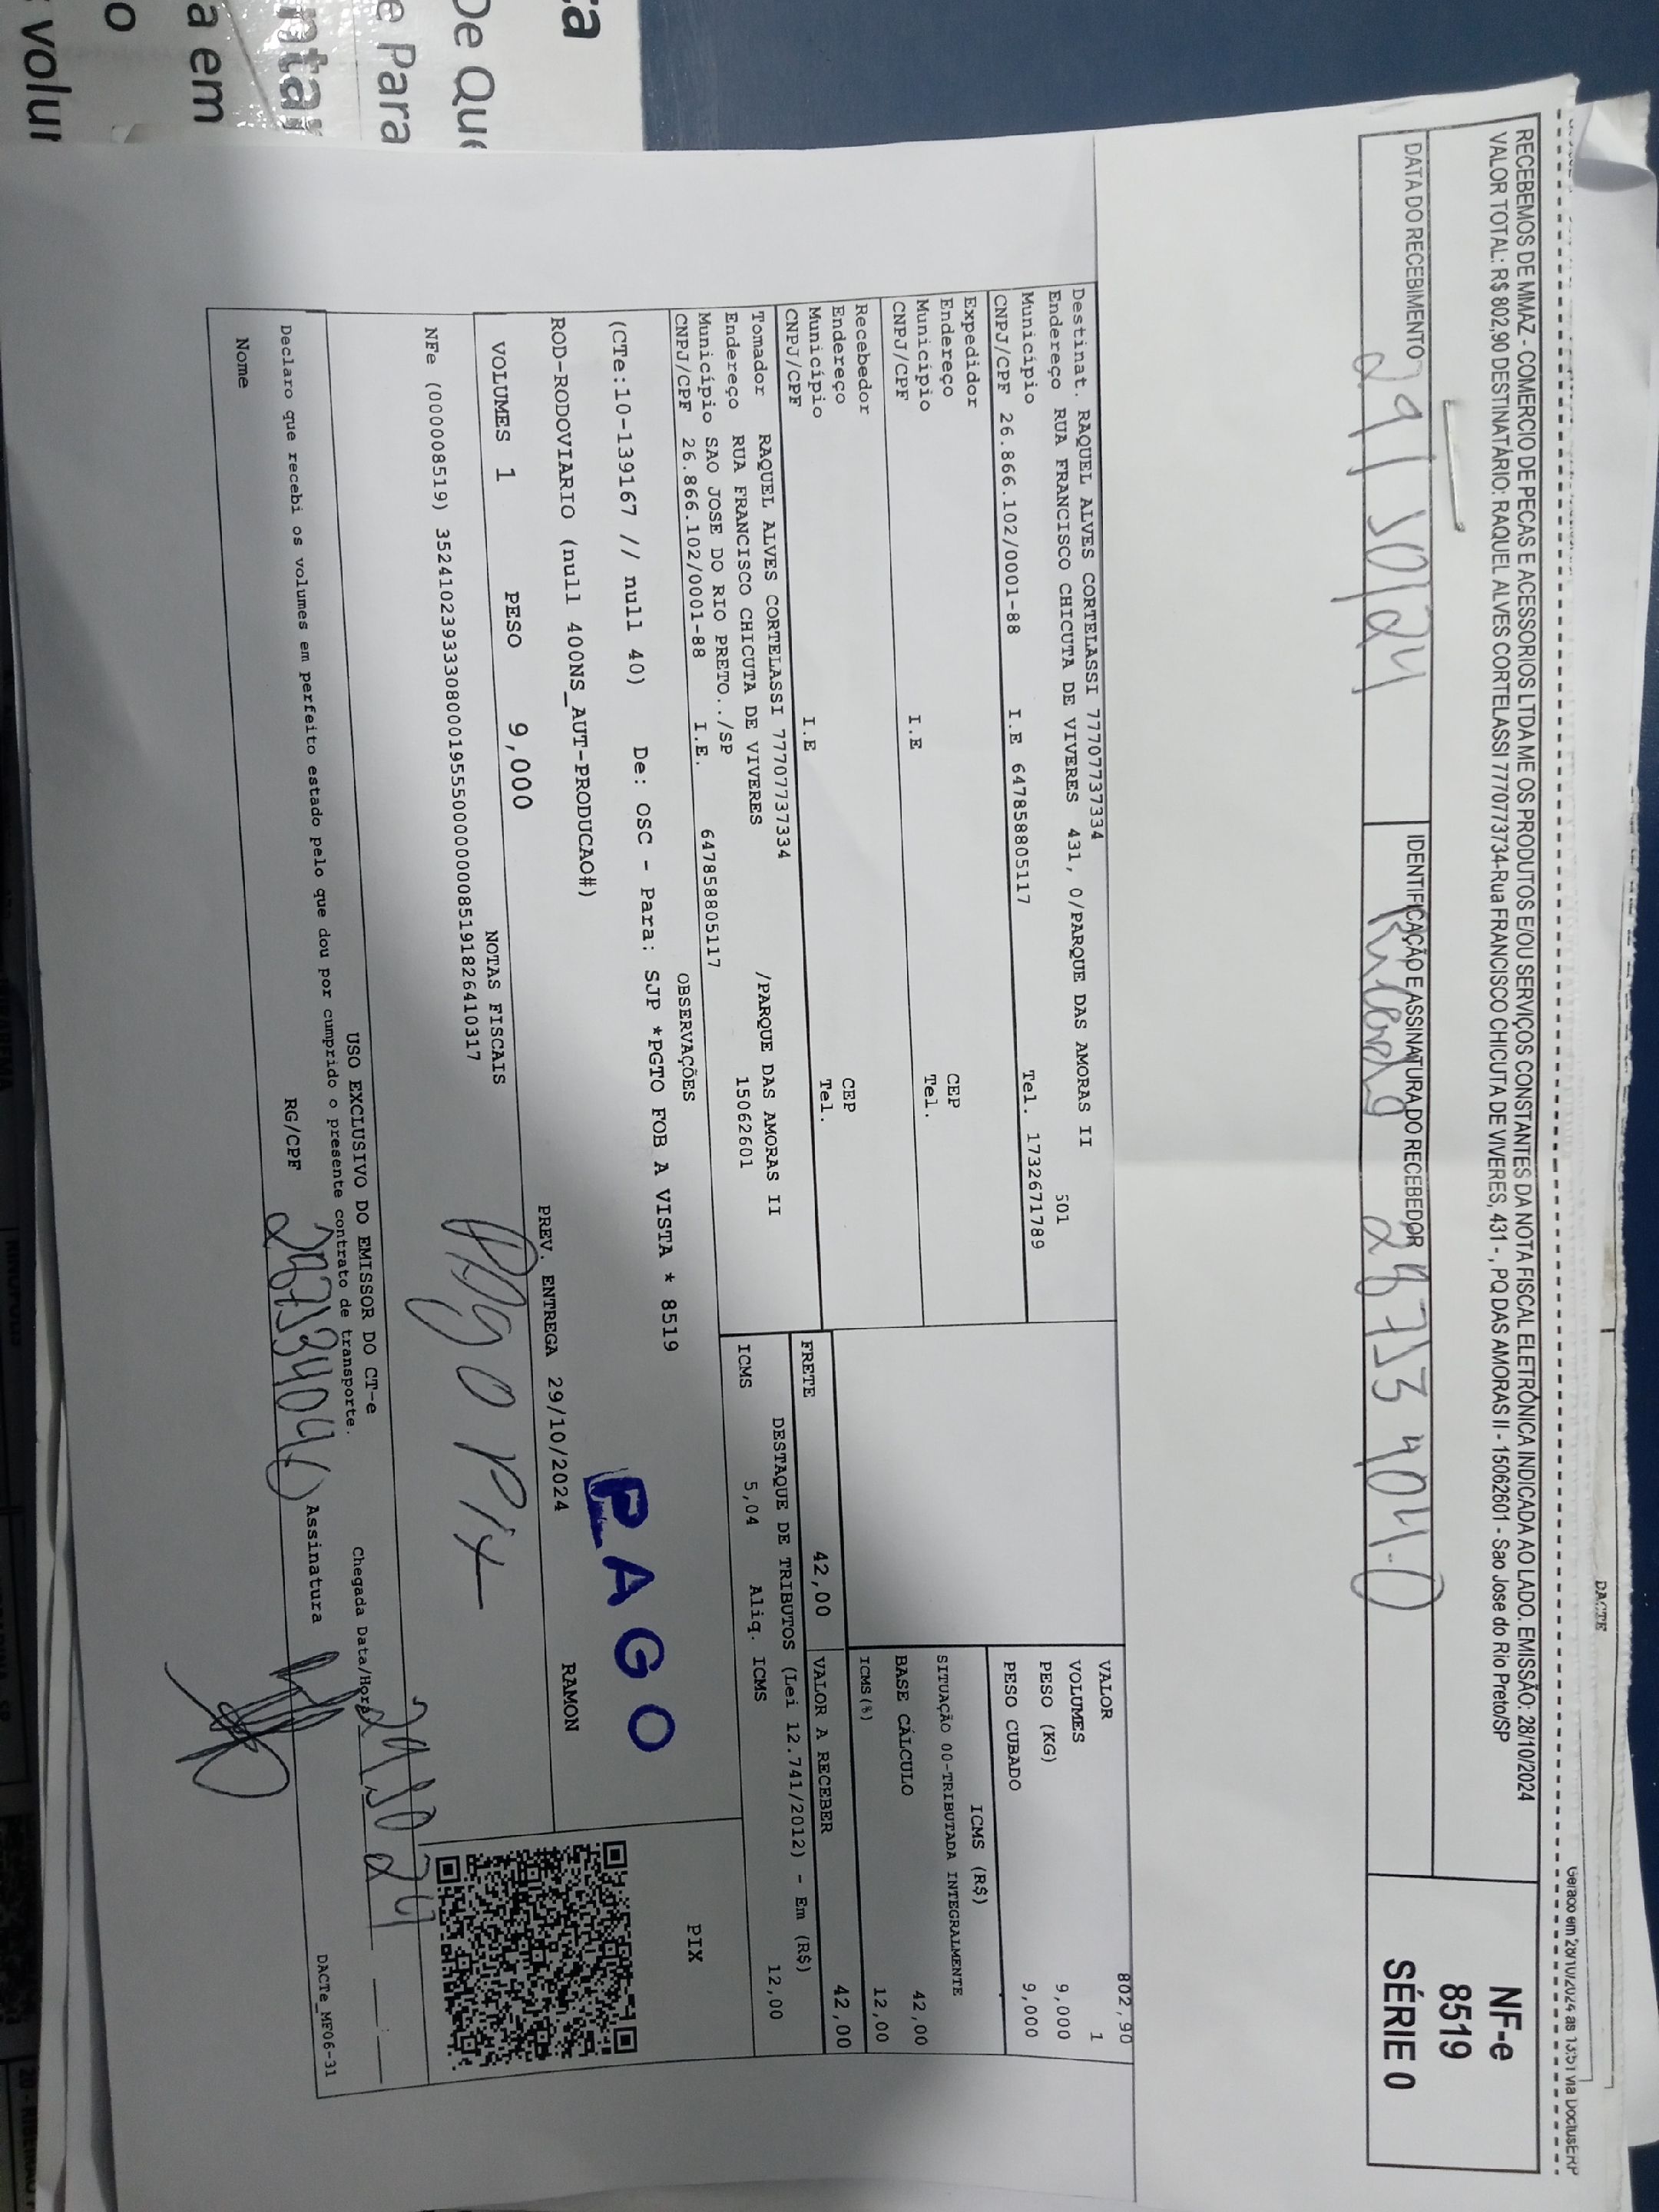 DACTE
Gerado em 28/10/2024 as 13:51 via DoctusERP
RECEBEMOS DE MMAZ - COMERCIO DE PECAS E ACESSORIOS LTDA ME OS PRODUTOS E/OU SERVIÇOS CONSTANTES DA NOTA FISCAL ELETRÔNICA INDICADA AO LADO. EMISSÃO: 28/10/2024
VALOR TOTAL: R$ 802,90 DESTINATÁRIO: RAQUEL ALVES CORTELASSI 77707773734-Rua FRANCISCO CHICUTA DE VIVERES, 431 - , PQ DAS AMORAS II - 15062601 - Sao Jose do Rio Preto/SP
NF-e
8519
SÉRIE 0
DATA DO RECEBIMENTO
29/10/24
IDENTIFICAÇÃO E ASSINATURA DO RECEBEDOR
Destinat. RAQUEL ALVES CORTELASSI 77707737334
Endereço RUA FRANCISCO CHICUTA DE VIVERES 431, 0/PARQUE DAS AMORAS II
Município 501
CNPJ/CPF 26.866.102/0001-88 I.E 647858805117 Tel. 1732671789
Expedidor
Endereço CEP
Município Tel.
CNPJ/CPF I.E
Recebedor
Endereço CEP
Município Tel.
CNPJ/CPF I.E
Tomador RAQUEL ALVES CORTELASSI 77707737334
Endereço RUA FRANCISCO CHICUTA DE VIVERES /PARQUE DAS AMORAS II
Município SAO JOSE DO RIO PRETO../SP 15062601
CNPJ/CPF 26.866.102/0001-88 I.E. 647858805117
VALOR 802,90
VOLUMES 1
PESO (KG) 9,000
PESO CUBADO 9,000
ICMS (R$)
SITUAÇÃO 00-TRIBUTADA INTEGRALMENTE
BASE CÁLCULO 42,00
ICMS(%) 12,00
FRETE 42,00 VALOR A RECEBER 42,00
DESTAQUE DE TRIBUTOS (Lei 12.741/2012) - Em (R$)
ICMS 5,04 Aliq. ICMS 12,00
OBSERVAÇÕES
(CTe:10-139167 // null 40) De: OSC - Para: SJP *PGTO FOB A VISTA * 8519
PIX
PAGO
ROD-RODOVIARIO (null 400NS_AUT-PRODUCAO#)
PREV. ENTREGA 29/10/2024 RAMON
VOLUMES 1 PESO 9,000
NOTAS FISCAIS
NFe (000008519) 35241023933308000195550000000085191826410317
Pago Pix
USO EXCLUSIVO DO EMISSOR DO CT-e
Declaro que recebi os volumes em perfeito estado pelo que dou por cumprido o presente contrato de transporte.
Chegada Data/Hora 29 10 24
Nome RG/CPF Assinatura
DACTe_MF06-31
De Que
e Para
a em